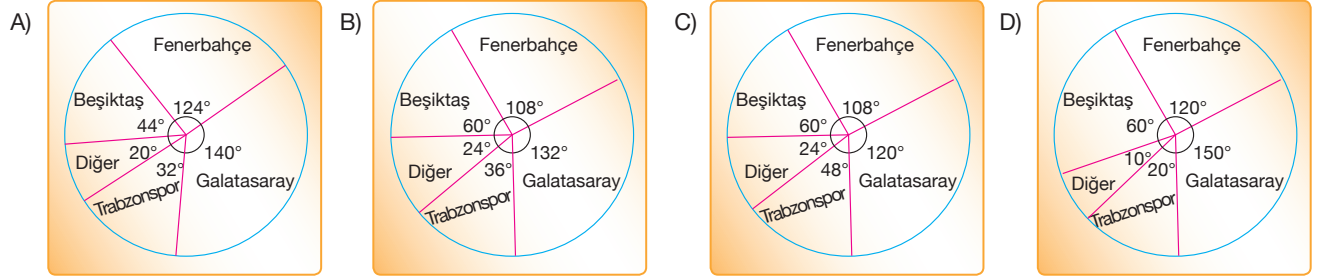 A)
Fenerbahçe
Beşiktaş
124°
44°
20°
140°
Diğer
32°
Galatasaray
Trabzonspor
B)
Fenerbahçe
Beşiktaş
108°
60°
24°
132°
Diğer
36°
Galatasaray
Trabzonspor
C)
Fenerbahçe
Beşiktaş
108°
60°
24°
120°
Diğer
48°
Galatasaray
Trabzonspor
D)
Fenerbahçe
Beşiktaş
120°
60°
10°
150°
Diğer
20°
Galatasaray
Trabzonspor